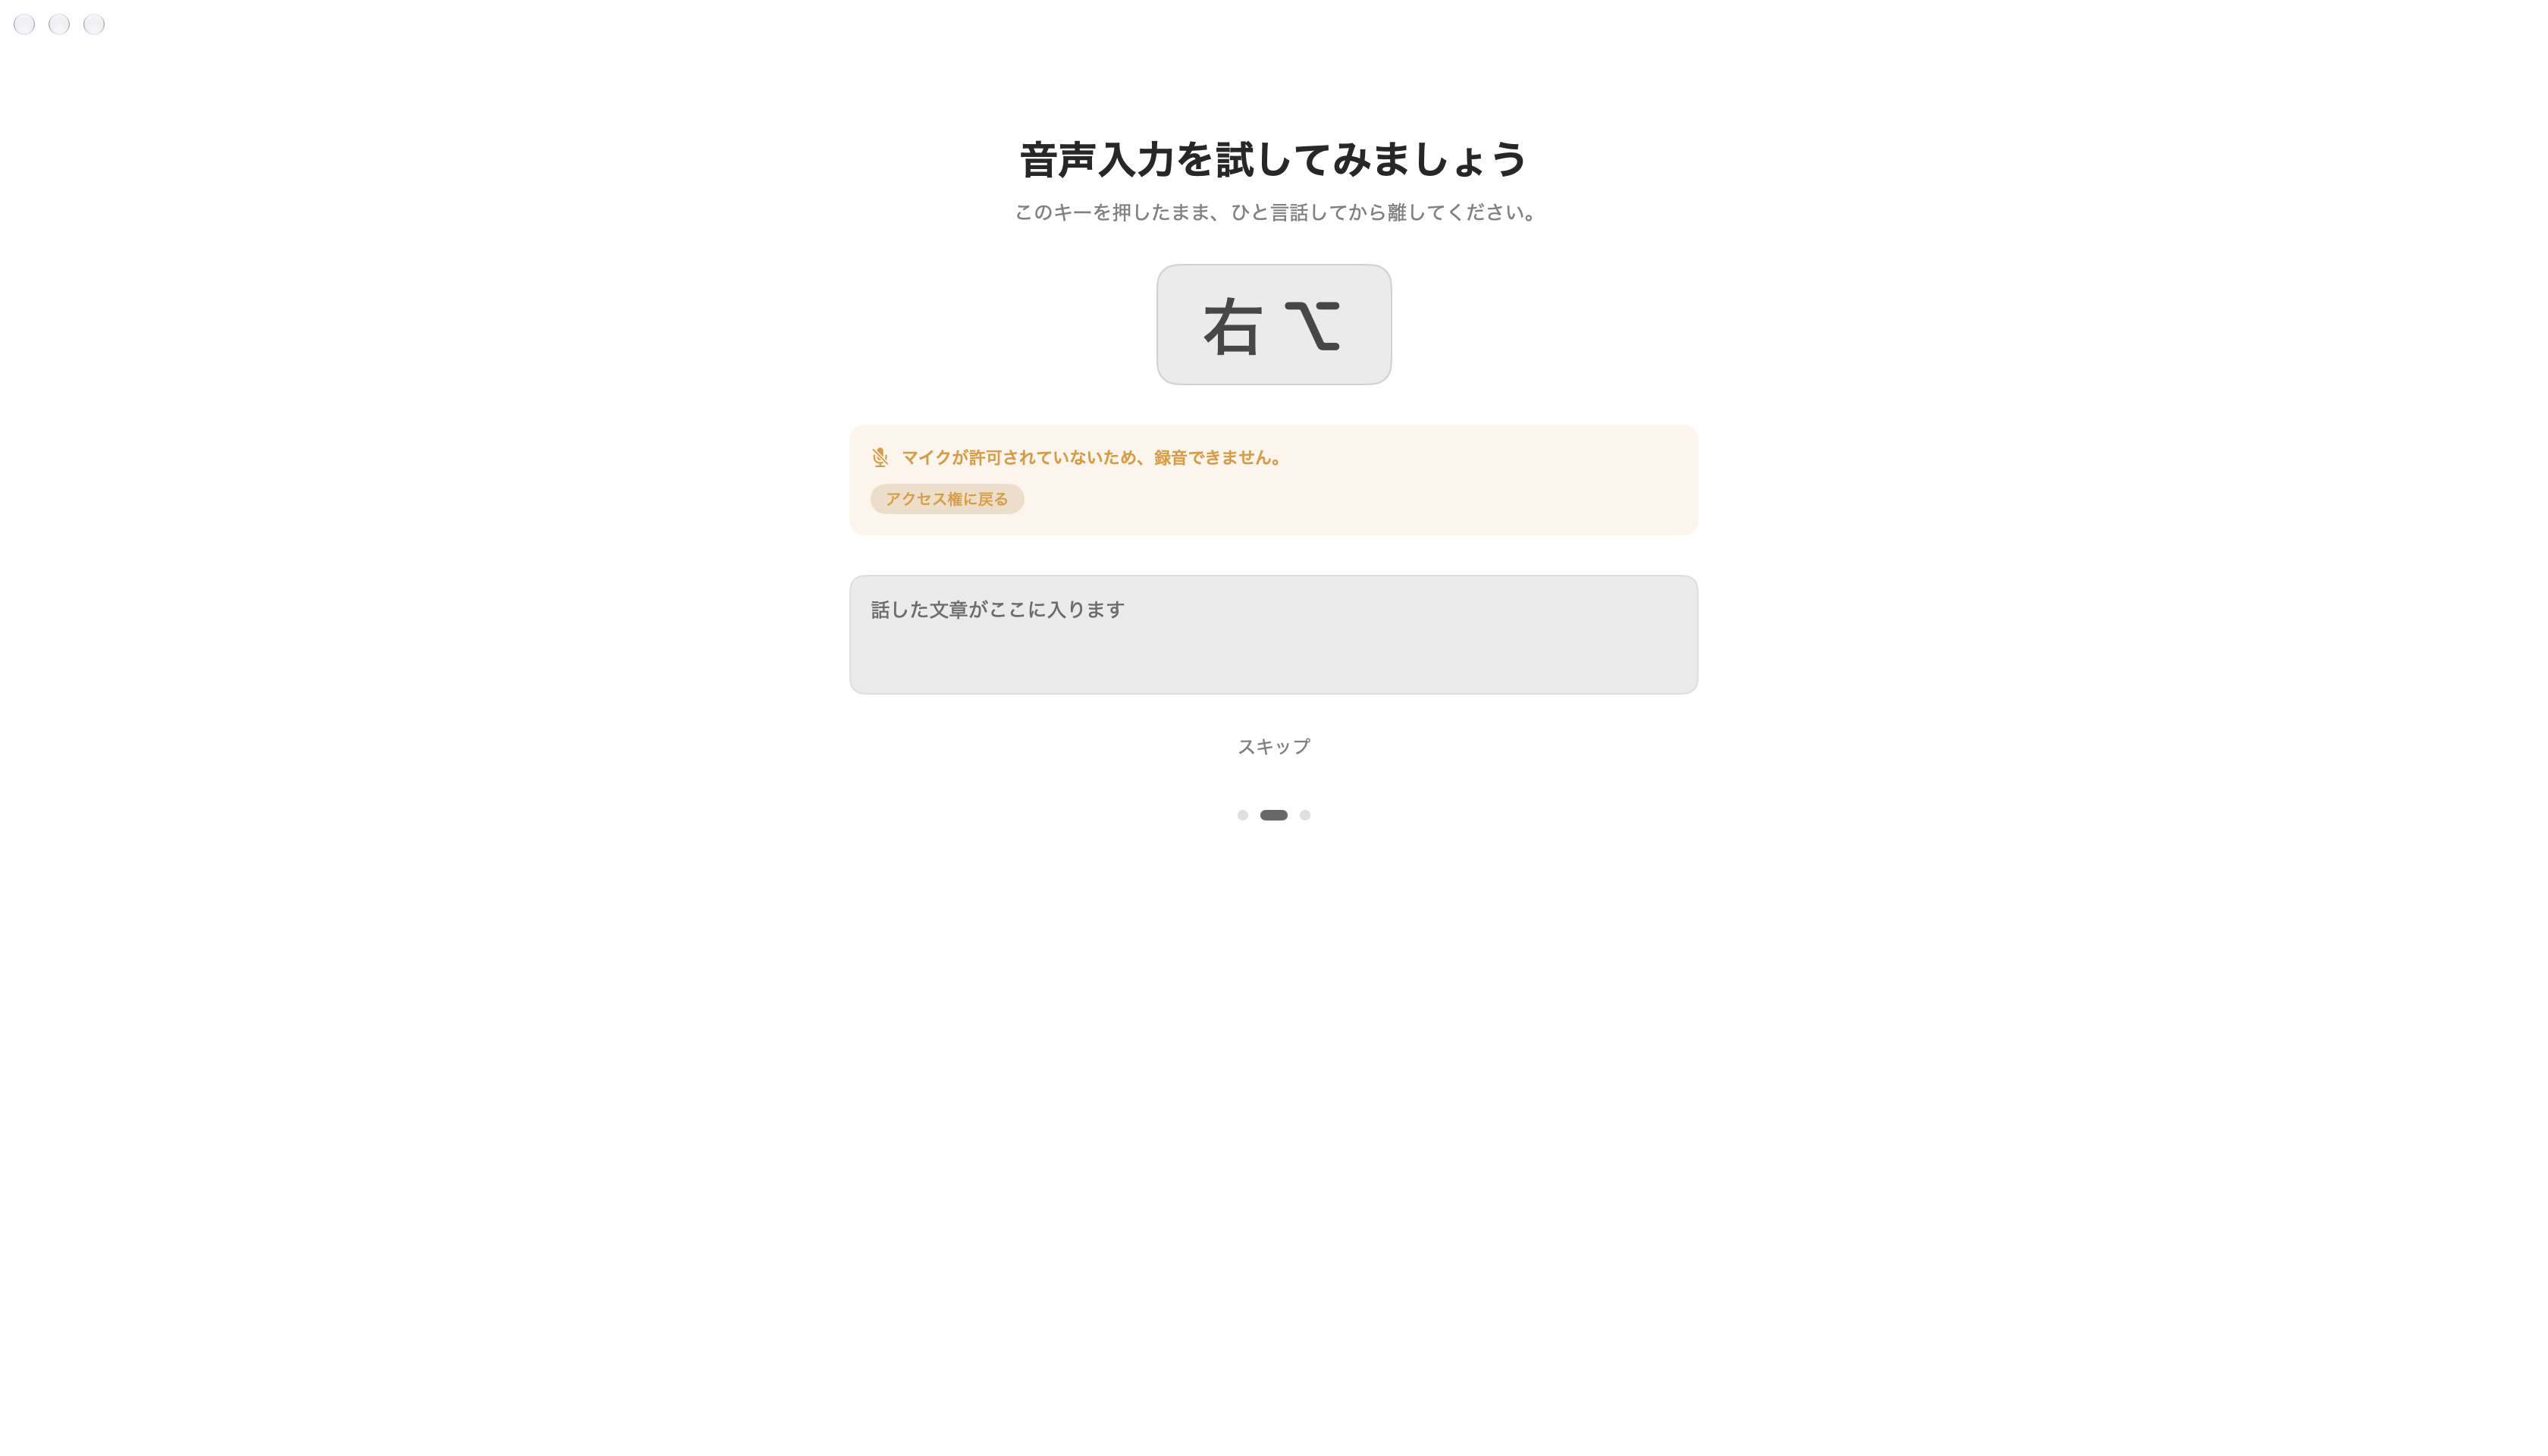 音声入力を試してみましょう
このキーを押したまま、ひと言話してから離してください。
右 ⌥
マイクが許可されていないため、録音できません。
アクセス権に戻る
話した文章がここに入ります
スキップ